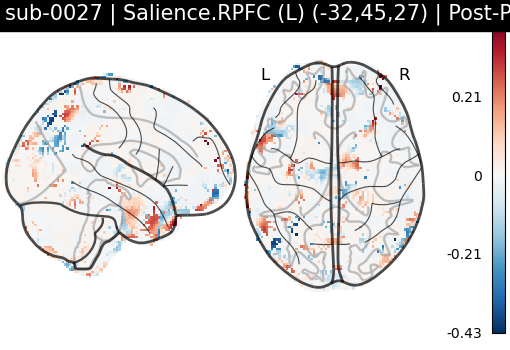 sub-0027 | Salience.RPFC (L) (-32,45,27) | Post-P
L
R
0.21
0
-0.21
-0.43